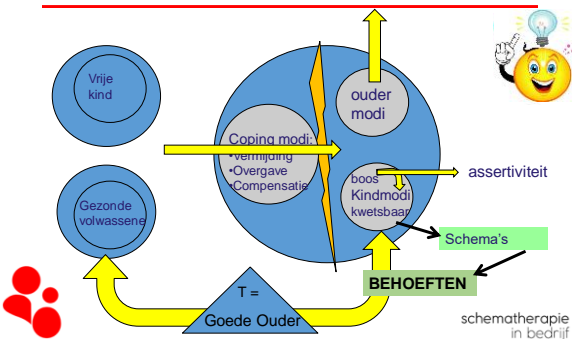 Vrije
kind
ouder
modi
Coping modi:
•Vermijding
•Overgave
•Compensatie
boos
Kindmodi
kwetsbaar
assertiviteit
Gezonde
volwassene
Schema's
BEHOEFTEN
T =
Goede Ouder
schematherapie
in bedrijf